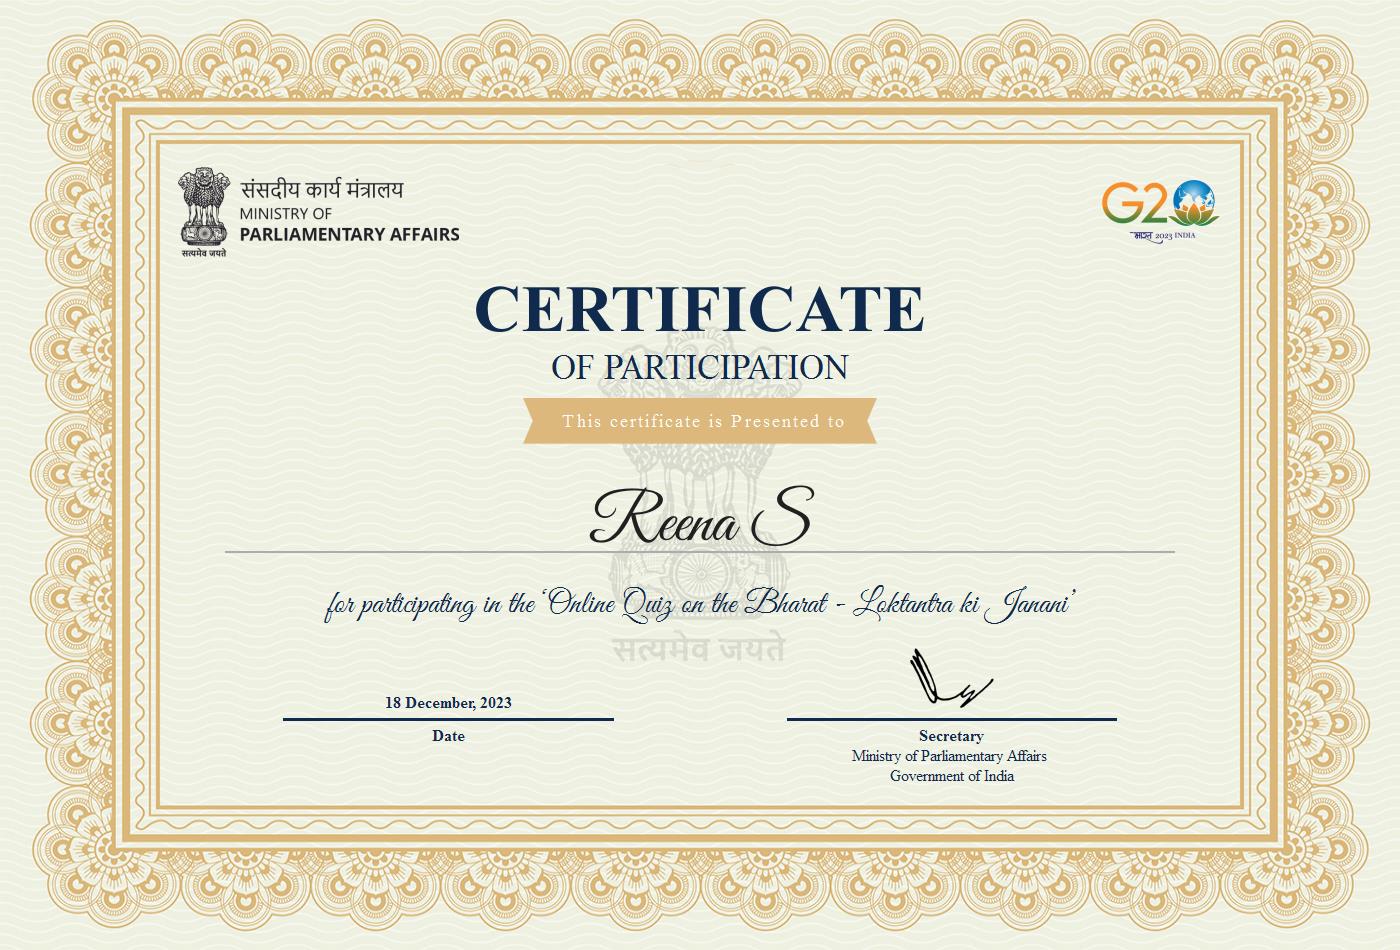 संसदीय कार्य मंत्रालय
MINISTRY OF
PARLIAMENTARY AFFAIRS
सत्यमेव जयते
G20
भारत 2023 INDIA
CERTIFICATE
OF PARTICIPATION
This certificate is Presented to
Reena S
for participating in the ‘Online Quiz on the Bharat - Loktantra ki Janani’
सत्यमेव जयते
18 December, 2023
Date
Secretary
Ministry of Parliamentary Affairs
Government of India